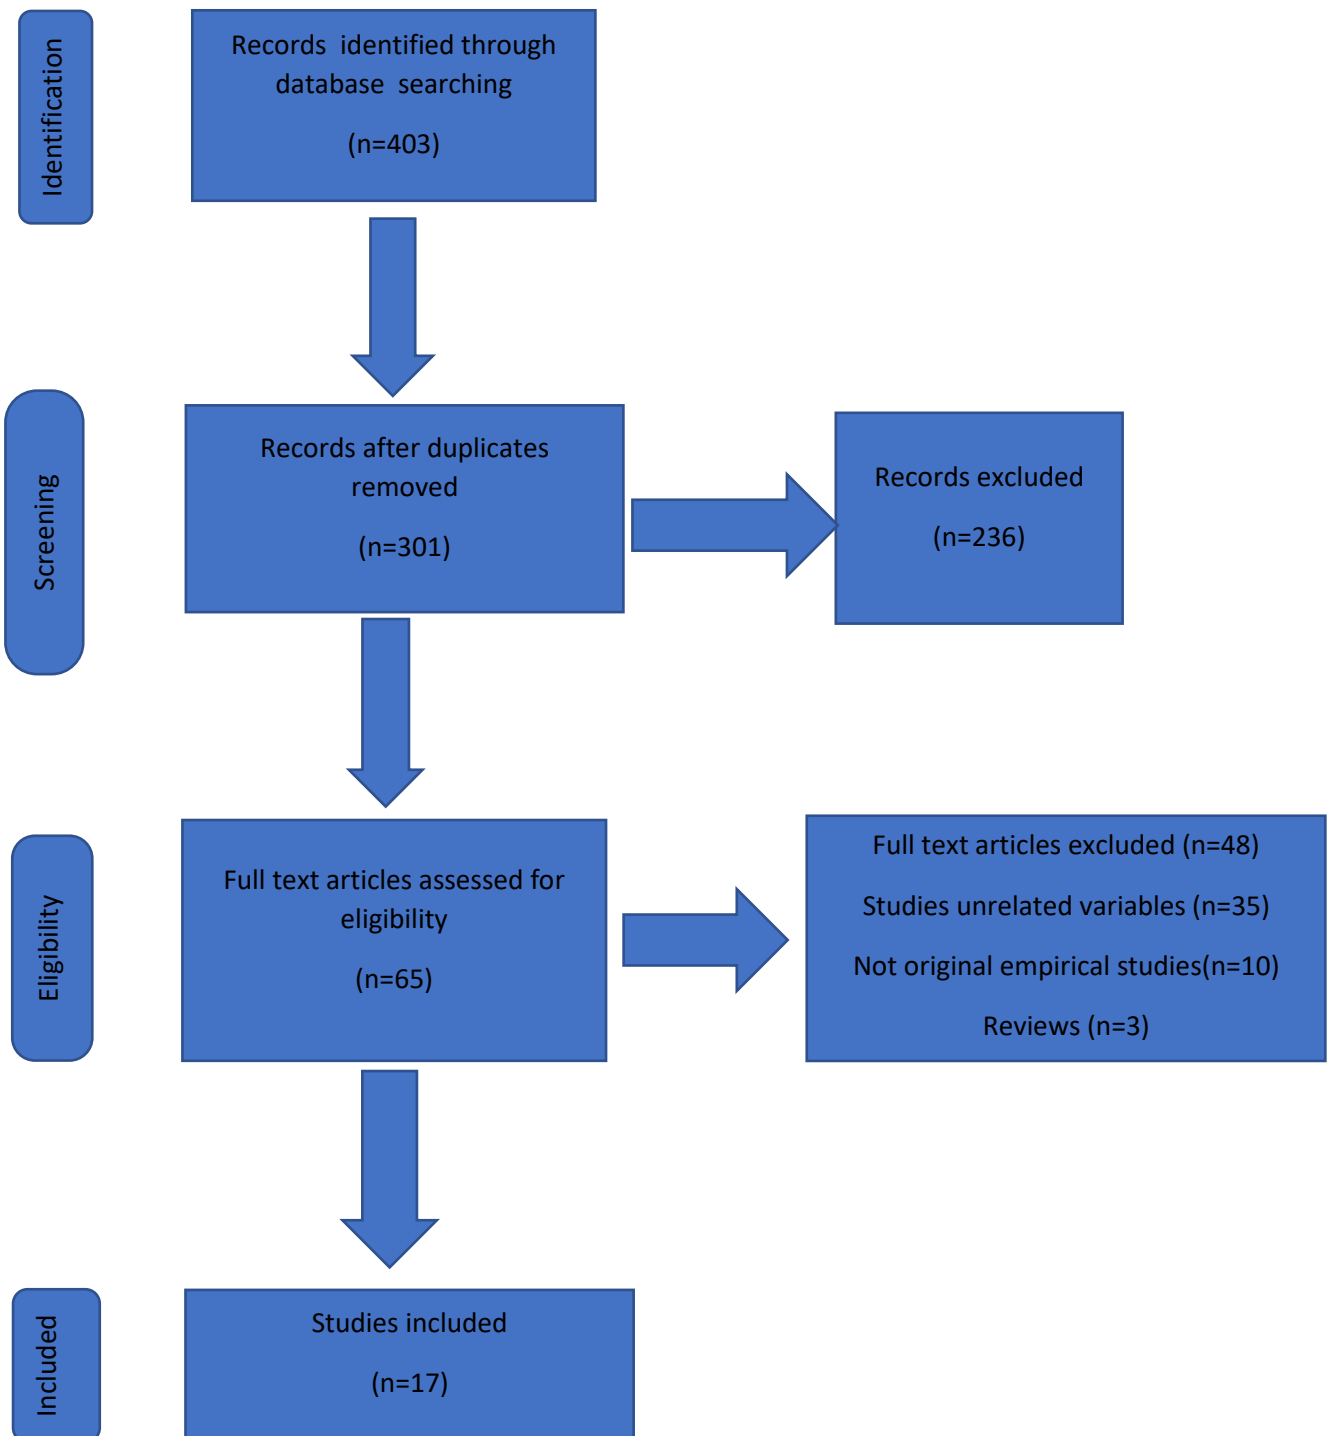 Identification
Records  identified through
database  searching
(n=403)
Screening
Records after duplicates
removed
(n=301)
Records excluded
(n=236)
Eligibility
Full text articles assessed for
eligibility
(n=65)
Full text articles excluded (n=48)
Studies unrelated variables (n=35)
Not original empirical studies(n=10)
Reviews (n=3)
Included
Studies included
(n=17)